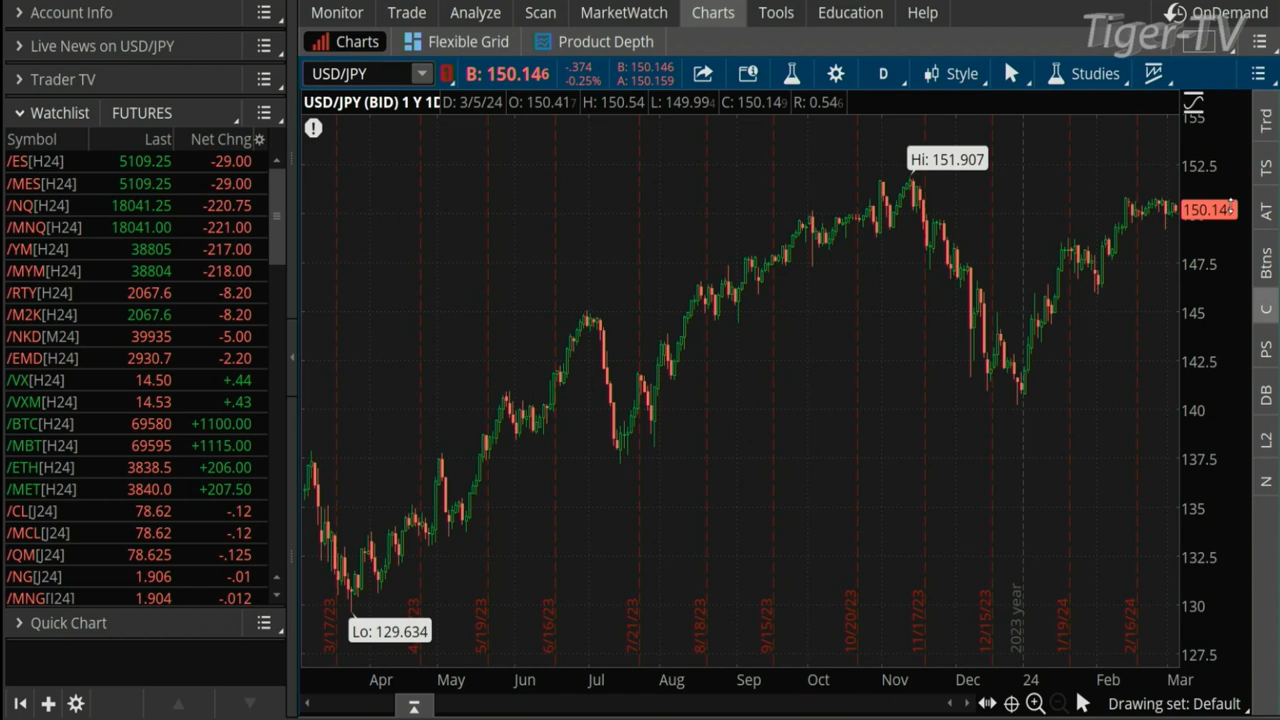 Account Info
Live News on USD/JPY
Trader TV
Watchlist FUTURES
Symbol Last Net Chng
/ES[H24] 5109.25 -29.00
/MES[H24] 5109.25 -29.00
/NQ[H24] 18041.25 -220.75
/MNQ[H24] 18041.00 -221.00
/YM[H24] 38805 -217.00
/MYM[H24] 38804 -218.00
/RTY[H24] 2067.6 -8.20
/M2K[H24] 2067.6 -8.20
/NKD[M24] 39935 -5.00
/EMD[H24] 2930.7 -2.20
/VX[H24] 14.50 +.44
/VXM[H24] 14.53 +.43
/BTC[H24] 69580 +1100.00
/MBT[H24] 69595 +1115.00
/ETH[H24] 3838.5 +206.00
/MET[H24] 3840.0 +207.50
/CL[J24] 78.62 -.12
/MCL[J24] 78.62 -.12
/QM[J24] 78.625 -.125
/NG[J24] 1.906 -.01
/MNG[J24] 1.904 -.012
Quick Chart
Monitor Trade Analyze Scan MarketWatch Charts Tools Education Help OnDemand
Tiger-TV
Charts Flexible Grid Product Depth
USD/JPY B: 150.146 -.374 -0.25% B: 150.146 A: 150.159 D Style Studies
USD/JPY (BID) 1 Y 1D D: 3/5/24 O: 150.417 H: 150.54 L: 149.994 C: 150.149 R: 0.546
Hi: 151.907
Lo: 129.634
155
152.5
150.146
147.5
145
142.5
140
137.5
135
132.5
130
127.5
3/17/23 5/19/23 6/16/23 7/21/23 8/18/23 9/15/23 10/20/23 11/17/23 12/15/23 2023 year 1/19/24 2/16/24
Apr May Jun Jul Aug Sep Oct Nov Dec 24 Feb Mar
Drawing set: Default
Trd
TS
AT
Btns
C
PS
DB
L2
N